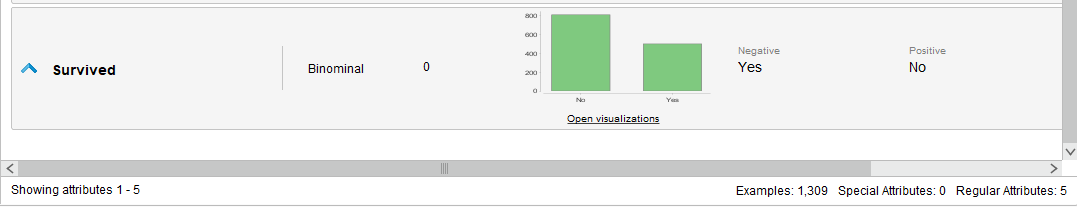 800
600
400
200
0
No Yes
Survived
Binominal
0
Negative
Yes
Positive
No
Open visualizations
Showing attributes 1 - 5
Examples: 1,309 Special Attributes: 0 Regular Attributes: 5